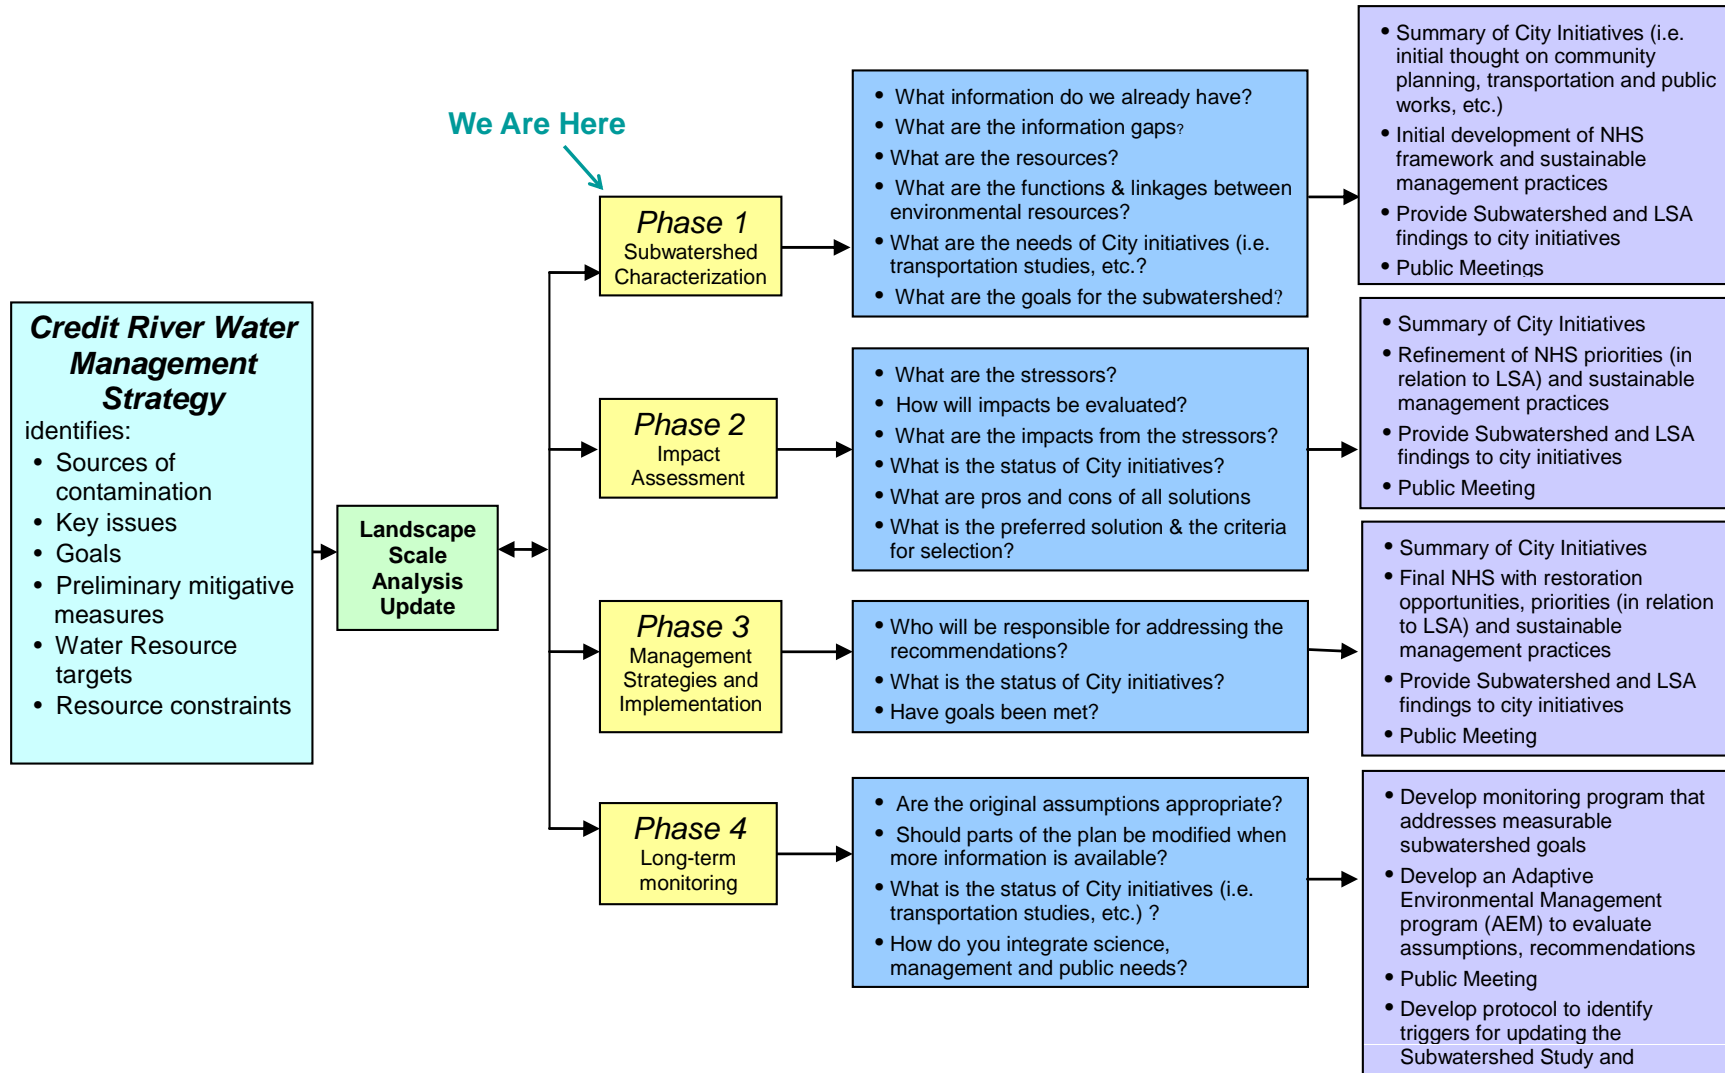 We Are Here
Credit River Water
Management
Strategy
identifies:
• Sources of
contamination
• Key issues
• Goals
• Preliminary mitigative
measures
• Water Resource
targets
• Resource constraints
Landscape
Scale
Analysis
Update
Phase 1
Subwatershed
Characterization
• What information do we already have?
• What are the information gaps?
• What are the resources?
• What are the functions & linkages between
environmental resources?
• What are the needs of City initiatives (i.e.
transportation studies, etc.?
• What are the goals for the subwatershed?
• Summary of City Initiatives (i.e.
initial thought on community
planning, transportation and public
works, etc.)
• Initial development of NHS
framework and sustainable
management practices
• Provide Subwatershed and LSA
findings to city initiatives
• Public Meetings
Phase 2
Impact
Assessment
• What are the stressors?
• How will impacts be evaluated?
• What are the impacts from the stressors?
• What is the status of City initiatives?
• What are pros and cons of all solutions
• What is the preferred solution & the criteria
for selection?
• Summary of City Initiatives
• Refinement of NHS priorities (in
relation to LSA) and sustainable
management practices
• Provide Subwatershed and LSA
findings to city initiatives
• Public Meeting
Phase 3
Management
Strategies and
Implementation
• Who will be responsible for addressing the
recommendations?
• What is the status of City initiatives?
• Have goals been met?
• Summary of City Initiatives
• Final NHS with restoration
opportunities, priorities (in relation
to LSA) and sustainable
management practices
• Provide Subwatershed and LSA
findings to city initiatives
• Public Meeting
Phase 4
Long-term
monitoring
• Are the original assumptions appropriate?
• Should parts of the plan be modified when
more information is available?
• What is the status of City initiatives (i.e.
transportation studies, etc.) ?
• How do you integrate science,
management and public needs?
• Develop monitoring program that
addresses measurable
subwatershed goals
• Develop an Adaptive
Environmental Management
program (AEM) to evaluate
assumptions, recommendations
• Public Meeting
• Develop protocol to identify
triggers for updating the
Subwatershed Study and